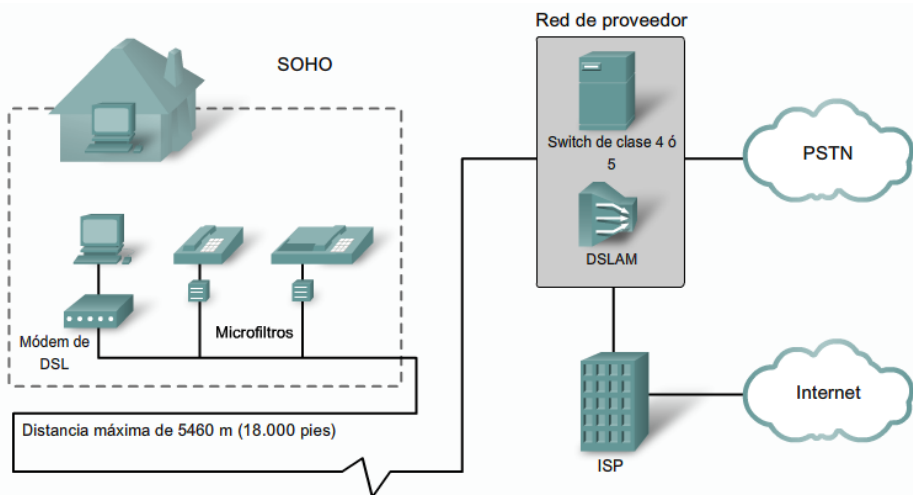 Red de proveedor
SOHO
Switch de clase 4 ó
5
PSTN
DSLAM
Módem de
DSL
Microfiltros
Distancia máxima de 5460 m (18.000 pies)
ISP
Internet